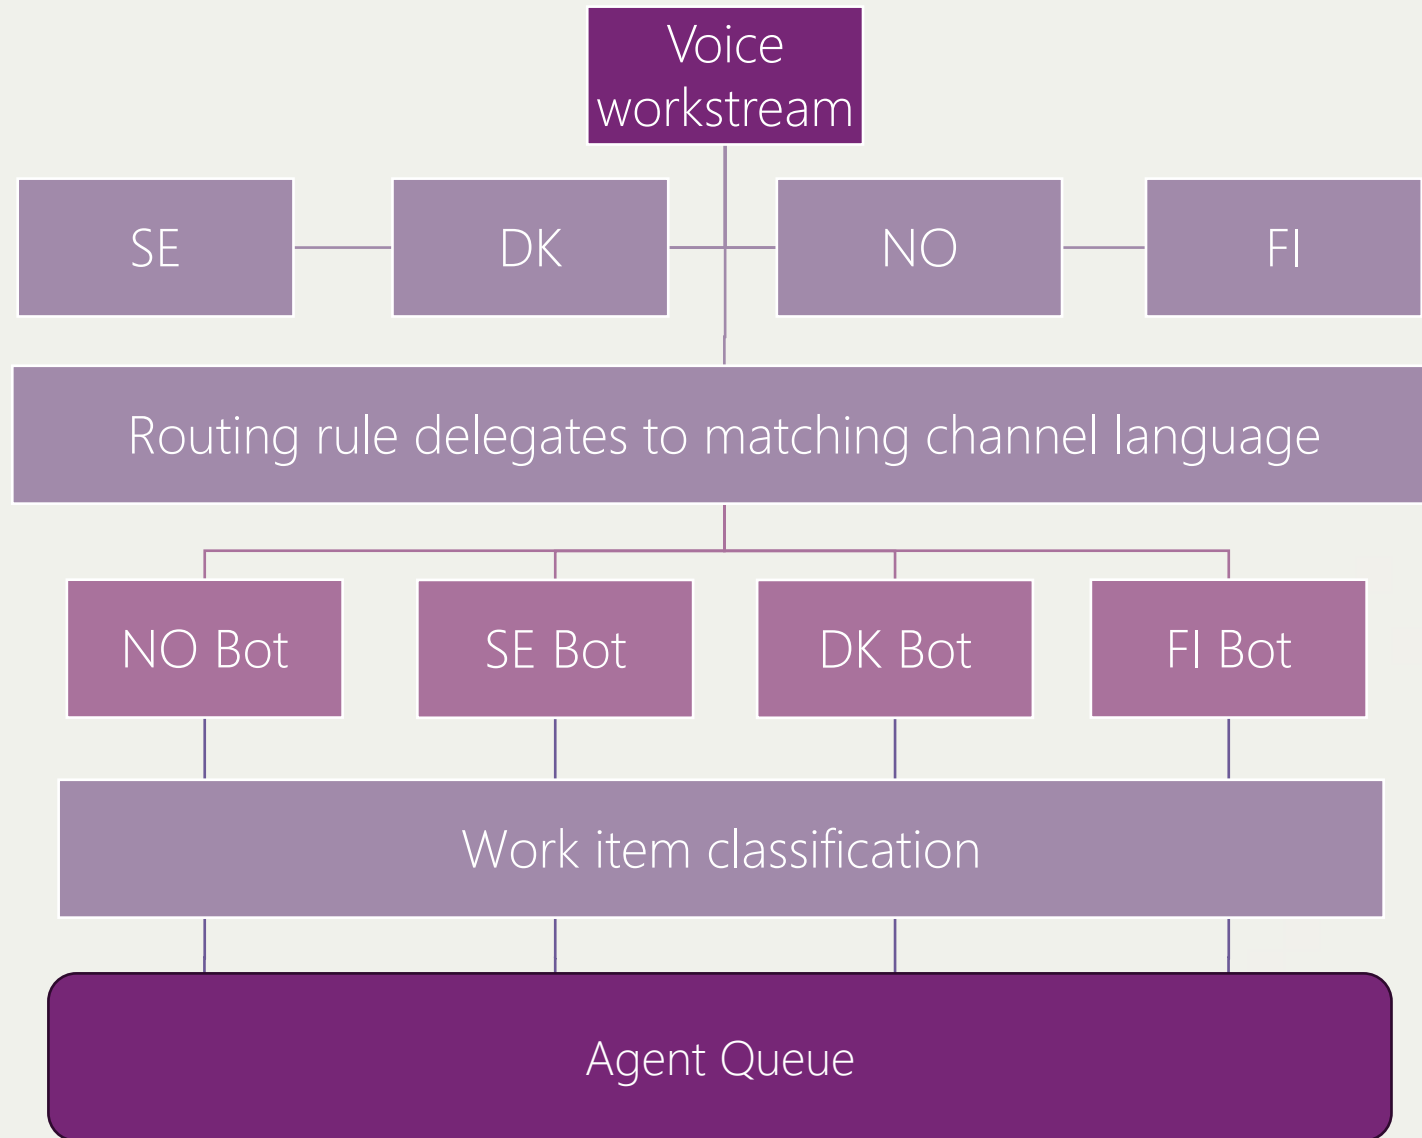 Voice
workstream
SE
DK
NO
FI
Routing rule delegates to matching channel language
NO Bot
SE Bot
DK Bot
FI Bot
Work item classification
Agent Queue